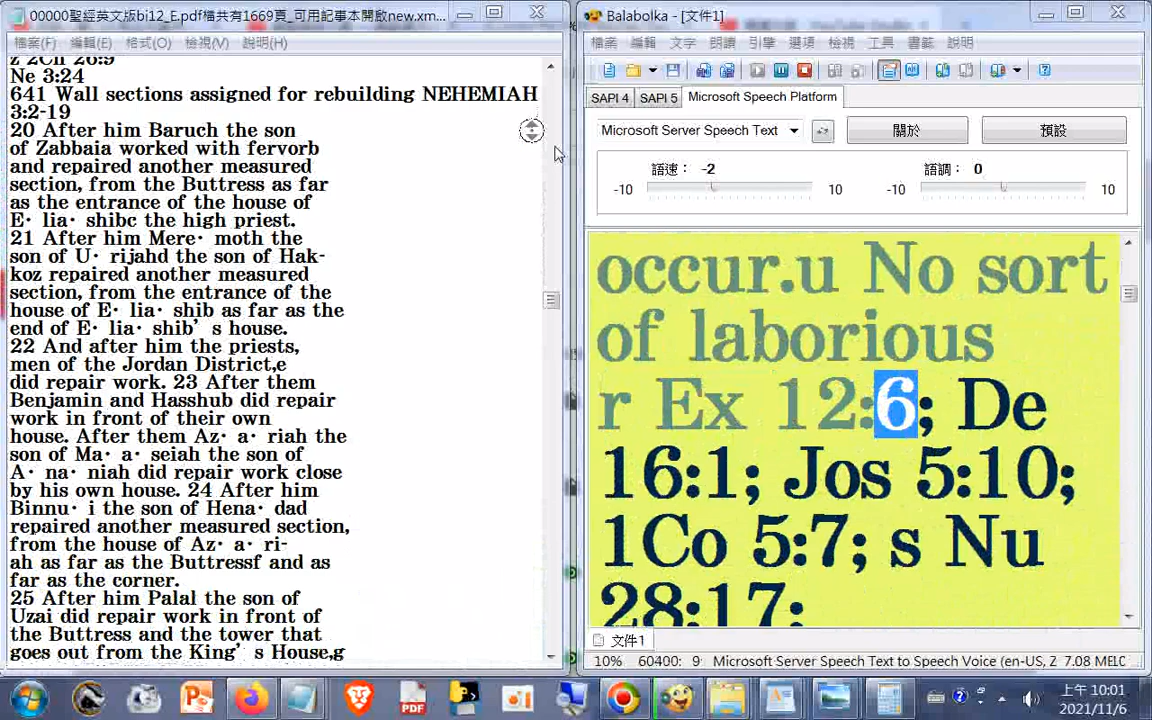 00000聖經英文版bi12_E.pdf檔共有1669頁_可用記事本開啟new.xm...
檔案(F) 編輯(E) 格式(O) 檢視(V) 說明(H)
z 2Ch 26:9
Ne 3:24
641 Wall sections assigned for rebuilding NEHEMIAH
3:2-19
20 After him Baruch the son
of Zabbaia worked with fervorb
and repaired another measured
section, from the Buttress as far
as the entrance of the house of
E·lia·shibc the high priest.
21 After him Mere·moth the
son of U·rijahd the son of Hak-
koz repaired another measured
section, from the entrance of the
house of E·lia·shib as far as the
end of E·lia·shib’s house.
22 And after him the priests,
men of the Jordan District,e
did repair work. 23 After them
Benjamin and Hasshub did repair
work in front of their own
house. After them Az·a·riah the
son of Ma·a·seiah the son of
A·na·niah did repair work close
by his own house. 24 After him
Binnu·i the son of Hena·dad
repaired another measured section,
from the house of Az·a·ri-
ah as far as the Buttressf and as
far as the corner.
25 After him Palal the son of
Uzai did repair work in front of
the Buttress and the tower that
goes out from the King’s House,g
Balabolka - [文件1]
檔案 編輯 文字 朗讀 引擎 選項 檢視 工具 書籤 說明
SAPI 4 SAPI 5 Microsoft Speech Platform
Microsoft Server Speech Text 關於 預設
語速： -2 語調： 0
-10 10 -10 10
occur.u No sort
of laborious
r Ex 12:6; De
16:1; Jos 5:10;
1Co 5:7; s Nu
28:17;
文件1
10% 60400: 9 Microsoft Server Speech Text to Speech Voice (en-US, Z 7.08 MELC
PDF
上午 10:01
2021/11/6